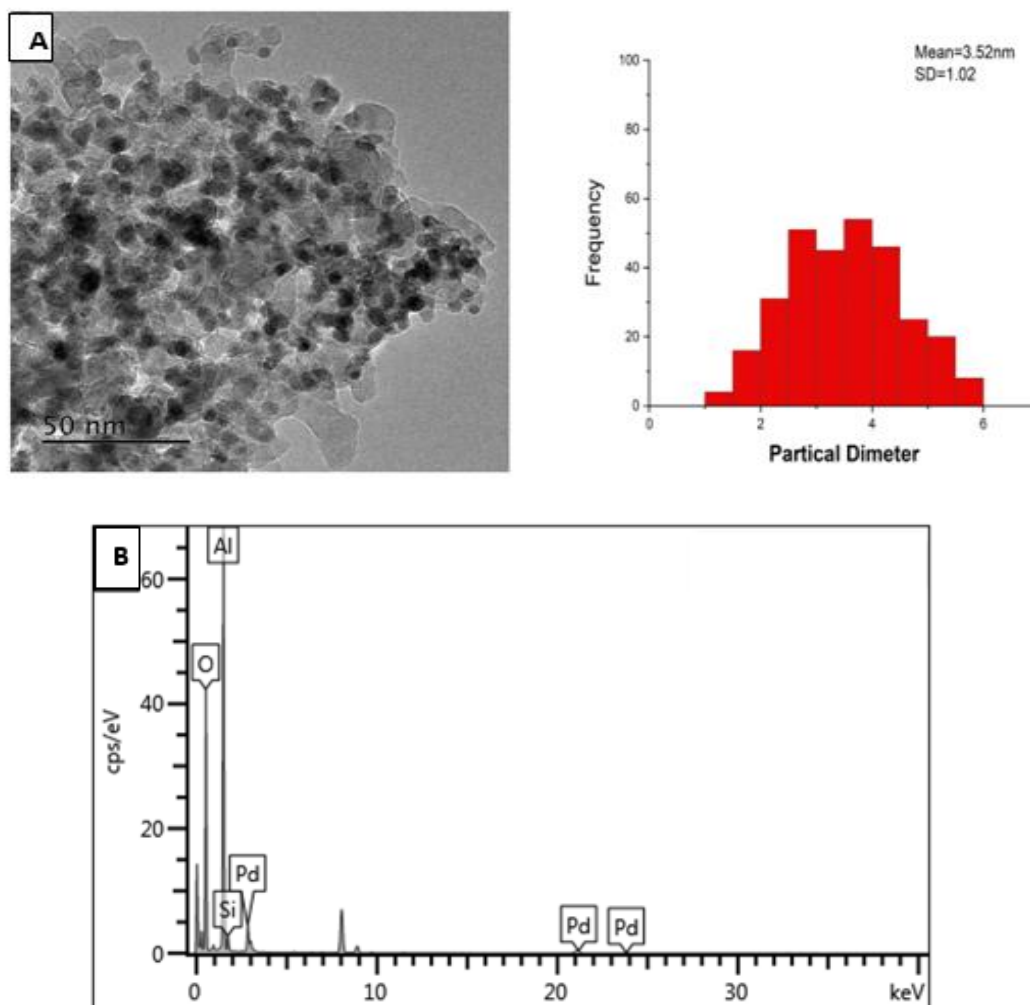 A
50 nm
Mean=3.52nm
SD=1.02
100
80
60
40
20
0
Frequency
0 2 4 6
Partical Dimeter
B
60
40
20
0
cps/eV
Al
O
Pd
Si
Pd Pd
0 10 20 30 keV